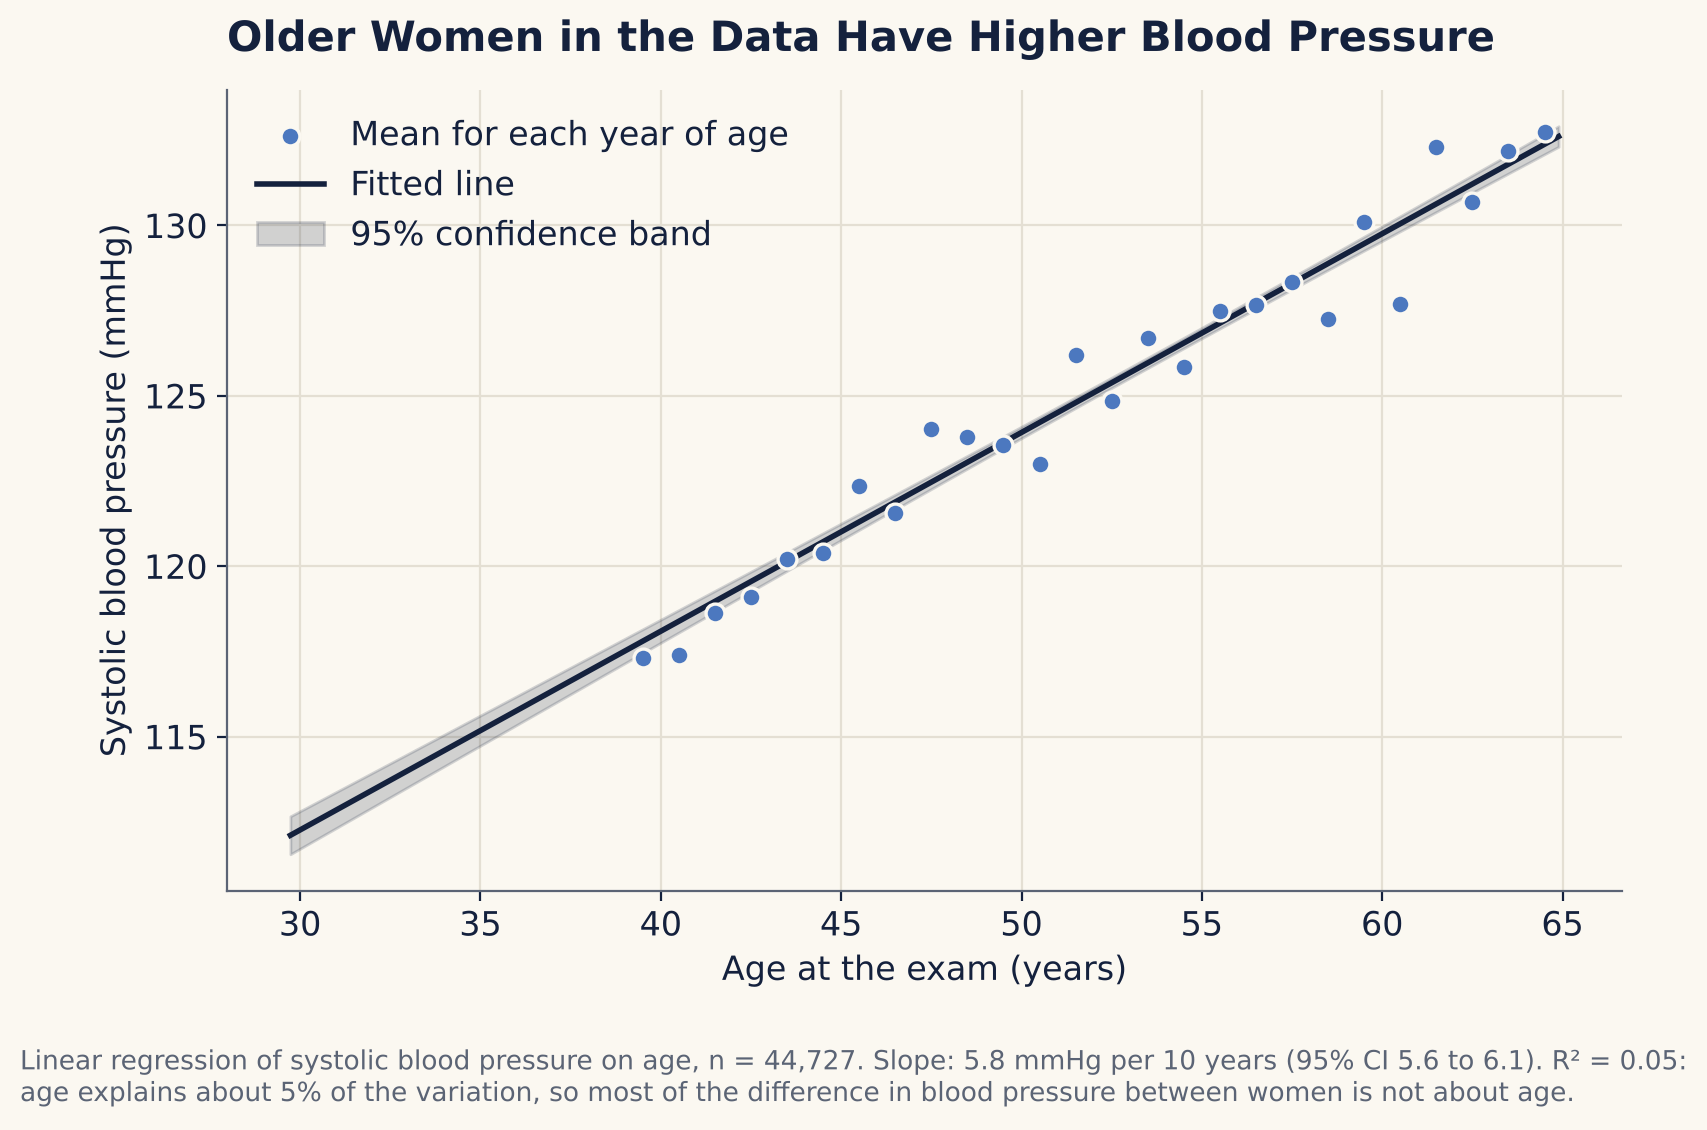 Older Women in the Data Have Higher Blood Pressure
Mean for each year of age
Fitted line
95% confidence band
Systolic blood pressure (mmHg)
130
125
120
115
30 35 40 45 50 55 60 65
Age at the exam (years)
Linear regression of systolic blood pressure on age, n = 44,727. Slope: 5.8 mmHg per 10 years (95% CI 5.6 to 6.1). R² = 0.05:
age explains about 5% of the variation, so most of the difference in blood pressure between women is not about age.